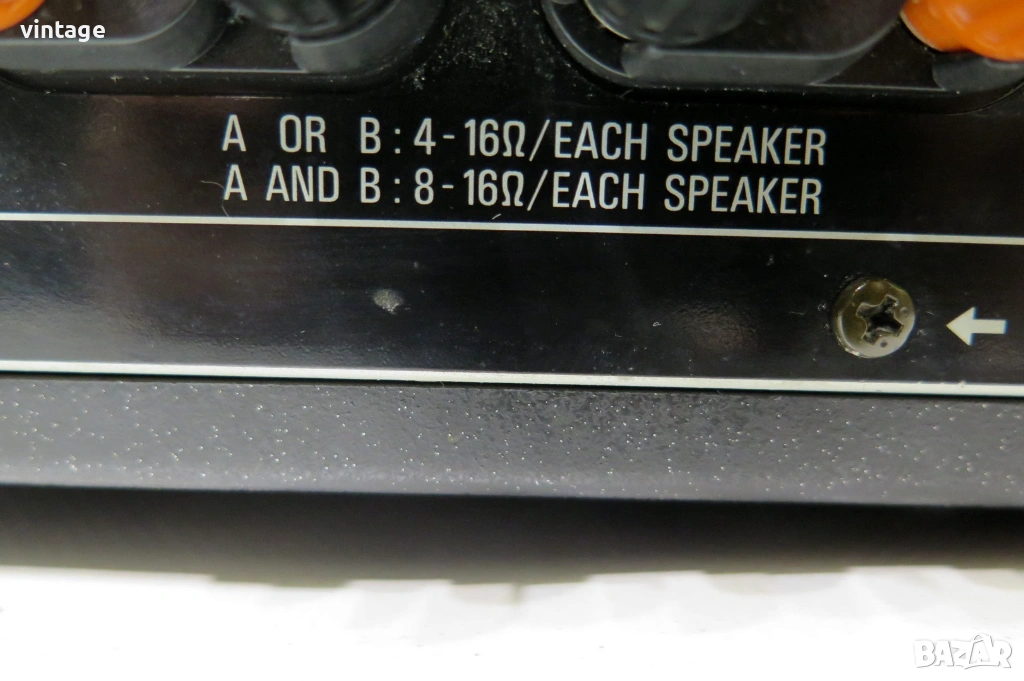 vintage
A OR B : 4 - 16Ω/EACH SPEAKER
A AND B : 8 - 16Ω/EACH SPEAKER
BAZAR